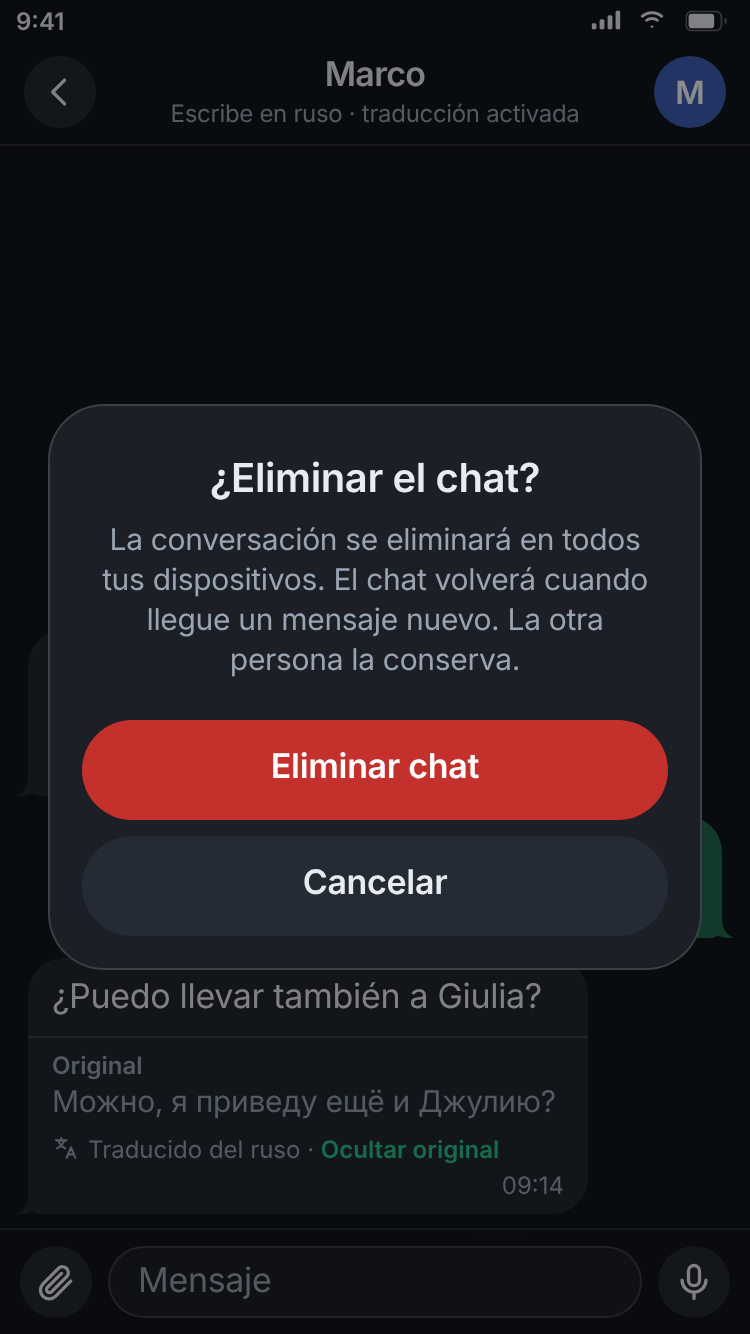 9:41
Marco
Escribe en ruso · traducción activada
M
¿Eliminar el chat?
La conversación se eliminará en todos
tus dispositivos. El chat volverá cuando
llegue un mensaje nuevo. La otra
persona la conserva.
Eliminar chat
Cancelar
¿Puedo llevar también a Giulia?
Original
Можно, я приведу ещё и Джулию?
Traducido del ruso · Ocultar original
09:14
Mensaje